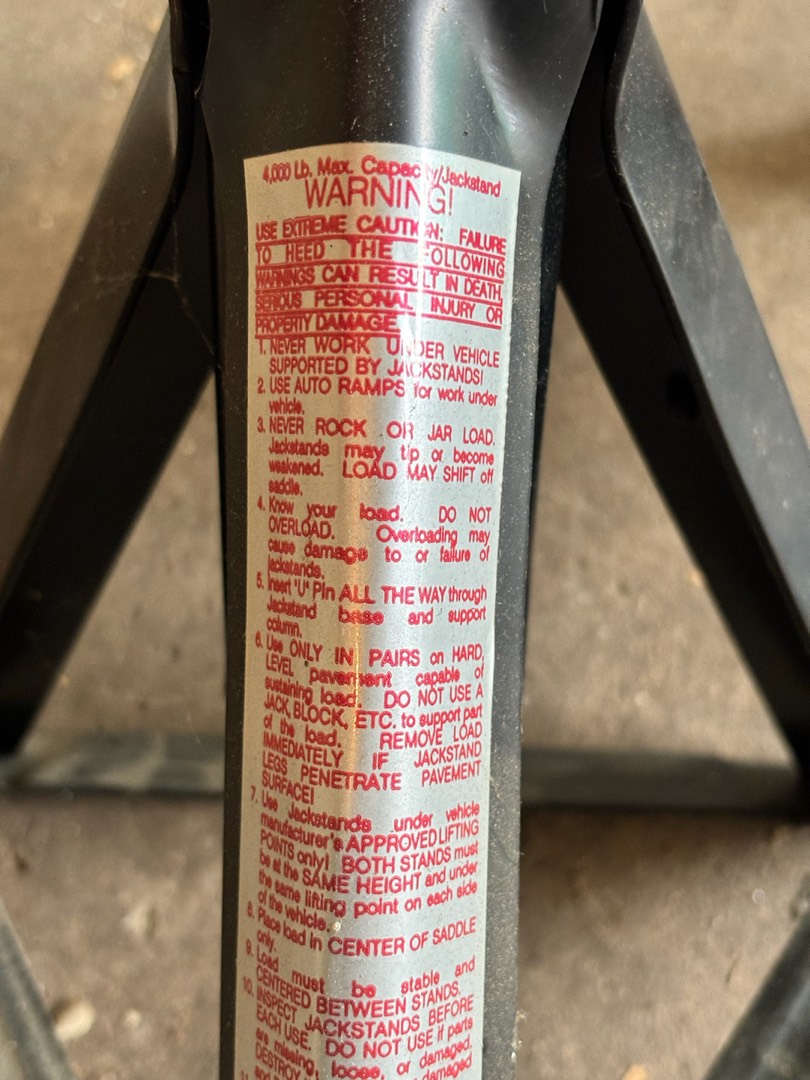 4,000 Lb. Max. Capacity/Jackstand
WARNING!
USE EXTREME CAUTION: FAILURE
TO HEED THE FOLLOWING
WARNINGS CAN RESULT IN DEATH,
SERIOUS PERSONAL INJURY OR
PROPERTY DAMAGE
1. NEVER WORK UNDER VEHICLE
SUPPORTED BY JACKSTANDS!
2. USE AUTO RAMPS for work under
vehicle.
3. NEVER ROCK OR JAR LOAD.
Jackstands may tip or become
weakened. LOAD MAY SHIFT off
saddle.
4. Know your load. DO NOT
OVERLOAD. Overloading may
cause damage to or failure of
jackstands.
5. Insert "U" Pin ALL THE WAY through
Jackstand base and support
column.
6. Use ONLY IN PAIRS on HARD,
LEVEL pavement capable of
sustaining load. DO NOT USE A
JACK, BLOCK, ETC. to support part
of the load. REMOVE LOAD
IMMEDIATELY IF JACKSTAND
LEGS PENETRATE PAVEMENT
SURFACE!
7. Use Jackstands under vehicle
manufacturer's APPROVED LIFTING
POINTS only! BOTH STANDS must
be at the SAME HEIGHT and under
the same lifting point on each side
of the vehicle.
8. Place load in CENTER OF SADDLE
only.
9. Load must be stable and
CENTERED BETWEEN STANDS.
10. INSPECT JACKSTANDS BEFORE
EACH USE. DO NOT USE if parts
are missing, loose, or damaged.
DESTROY damaged